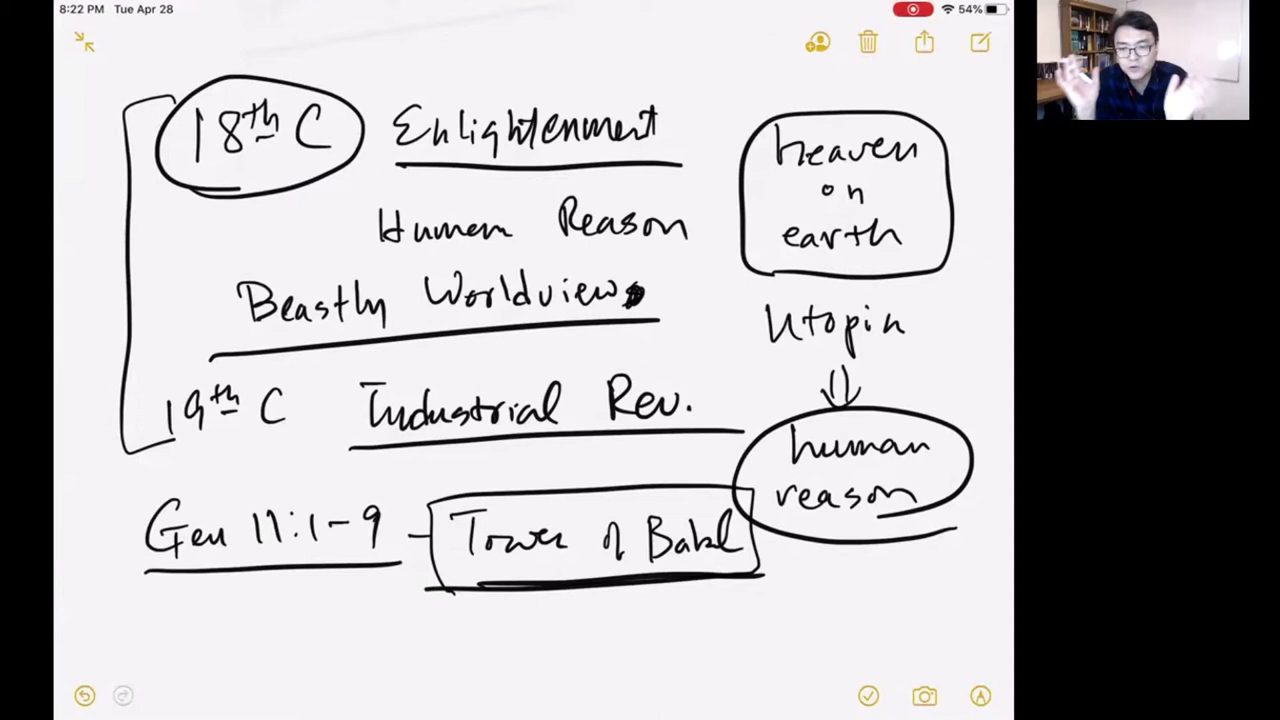 8:22 PM Tue Apr 28
54%
18th C Enlightenment
Human Reason
Beastly Worldview
19th C Industrial Rev.
Gen 11:1-9 - Tower of Babel
heaven
on
earth
Utopia
human
reason